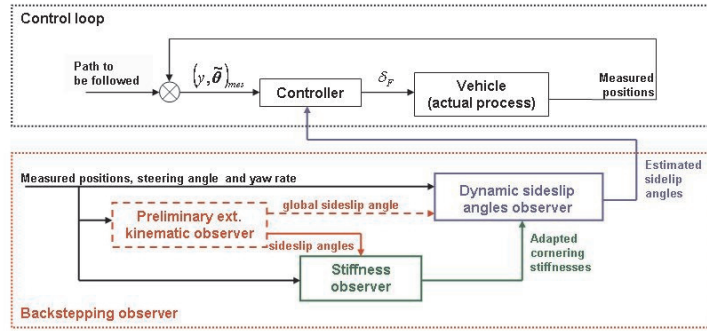 Control loop
Path to
be followed
(y, θ̃)mes
Controller
δF
Vehicle
(actual process)
Measured
positions
Measured positions, steering angle and yaw rate
Preliminary ext.
kinematic observer
global sideslip angle
sideslip angles
Stiffness
observer
Dynamic sideslip
angles observer
Estimated
sidelip
angles
Adapted
cornering
stiffnesses
Backstepping observer